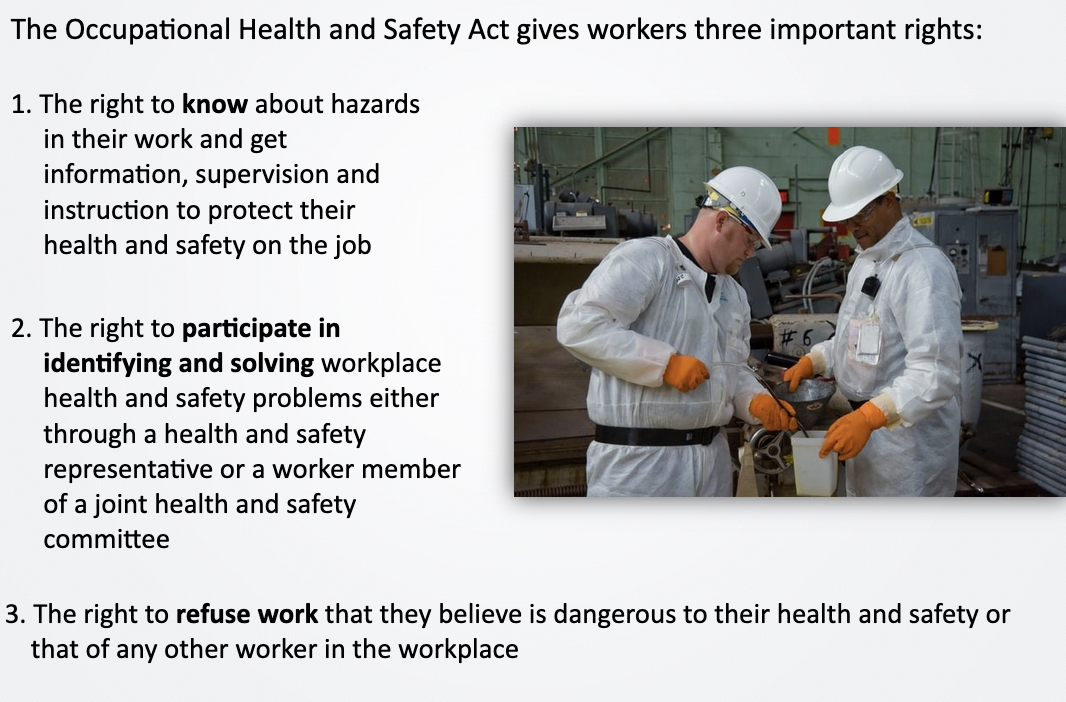 The Occupational Health and Safety Act gives workers three important rights:
1. The right to know about hazards
in their work and get
information, supervision and
instruction to protect their
health and safety on the job
2. The right to participate in
identifying and solving workplace
health and safety problems either
through a health and safety
representative or a worker member
of a joint health and safety
committee
#6
3. The right to refuse work that they believe is dangerous to their health and safety or
that of any other worker in the workplace